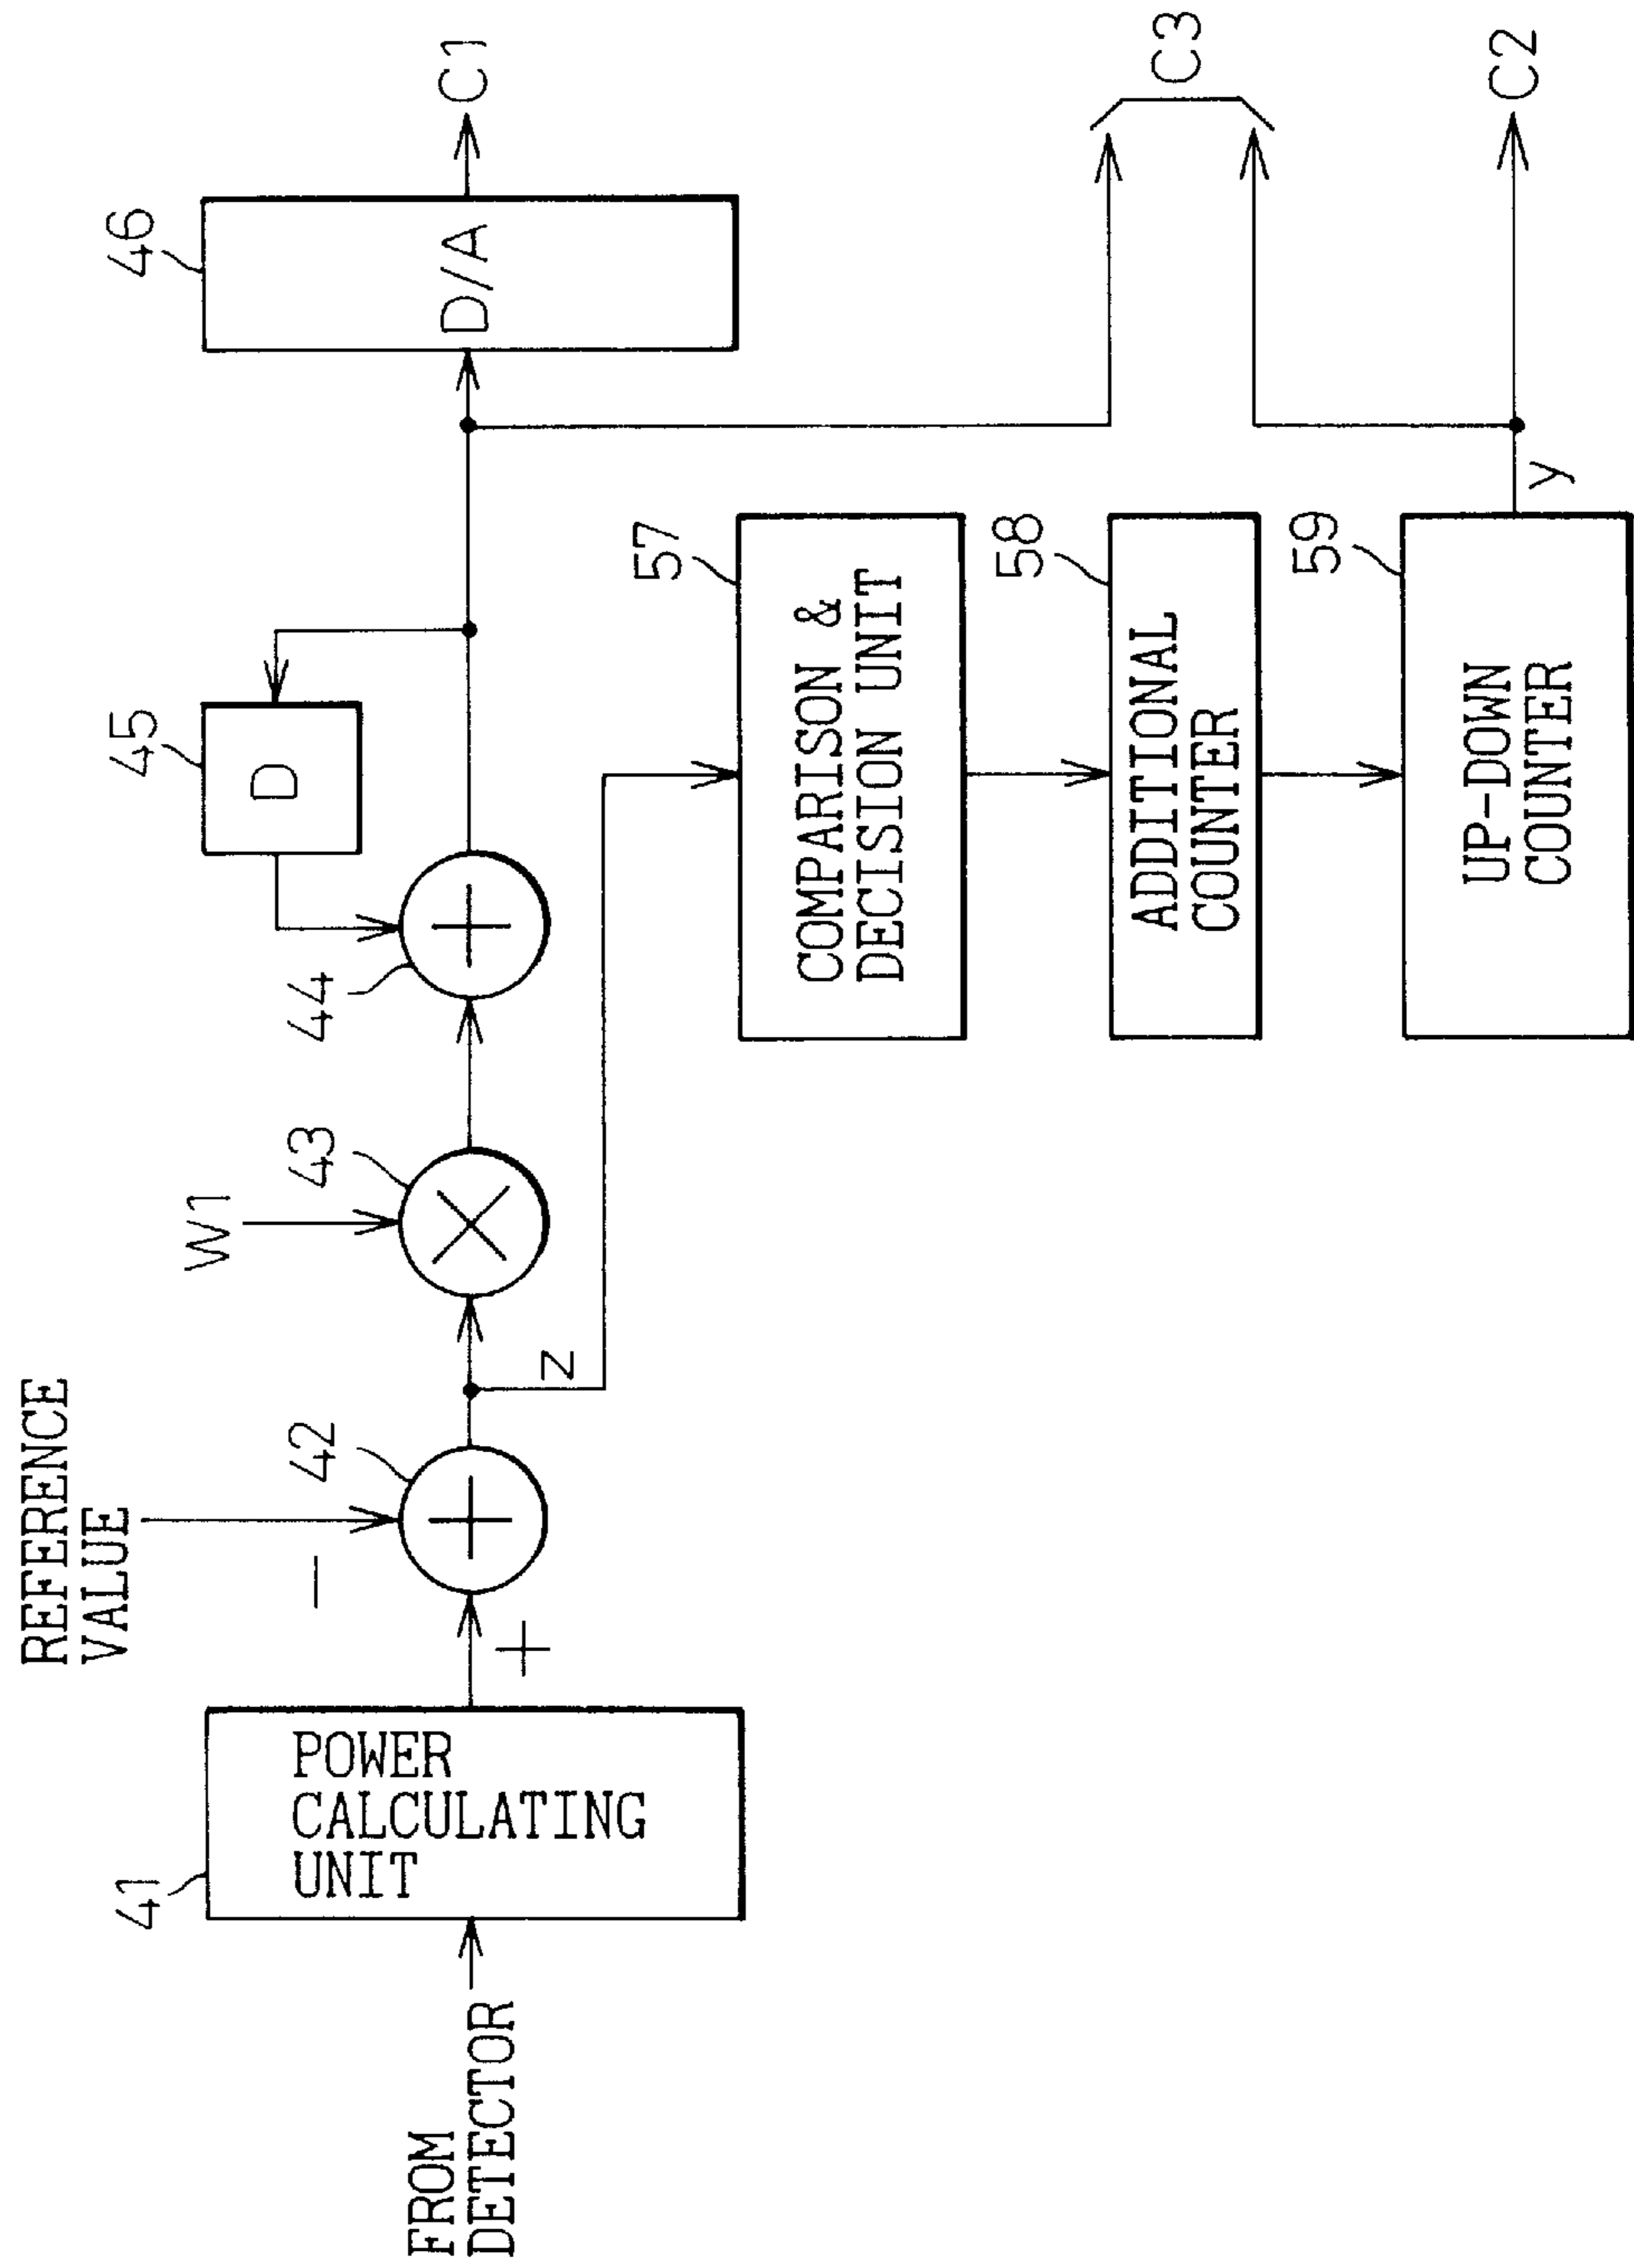 FROM
DETECTOR
41
POWER
CALCULATING
UNIT
+
−
REFERENCE
VALUE
42
z
W1
43
44
45
D
46
D/A
C1
57
COMPARISON &
DECISION UNIT
58
ADDITIONAL
COUNTER
59
UP-DOWN
COUNTER
y
C3
C2